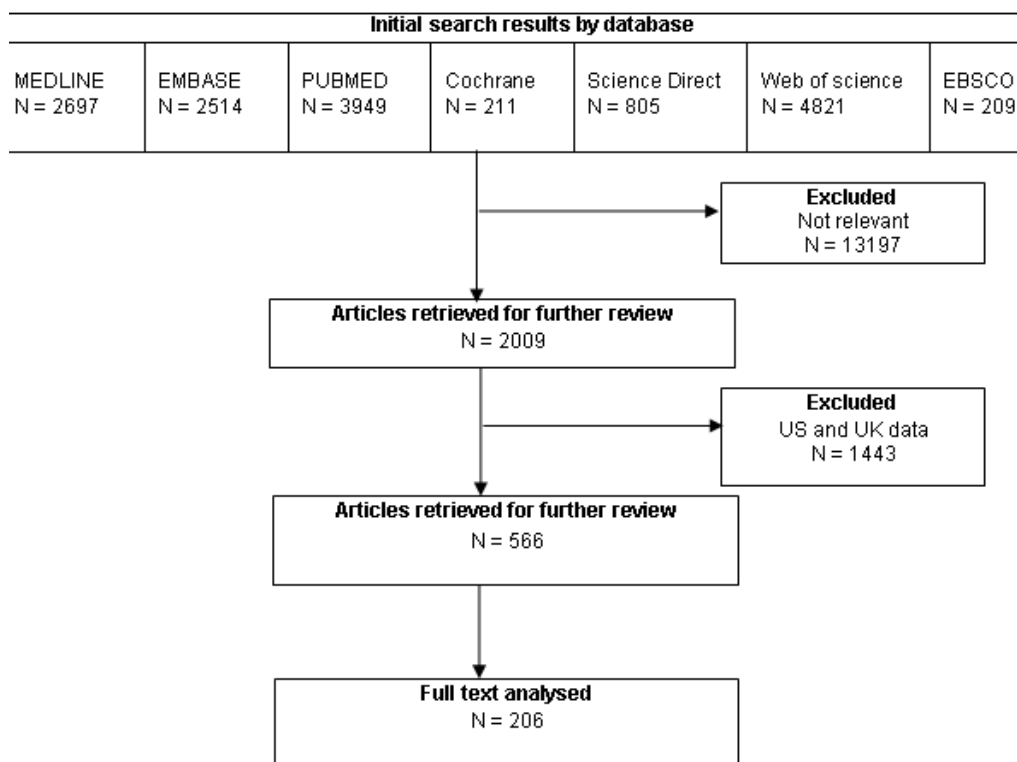 Initial search results by database
MEDLINE
N = 2697
EMBASE
N = 2514
PUBMED
N = 3949
Cochrane
N = 211
Science Direct
N = 805
Web of science
N = 4821
EBSCO
N = 209
Excluded
Not relevant
N = 13197
Articles retrieved for further review
N = 2009
Excluded
US and UK data
N = 1443
Articles retrieved for further review
N = 566
Full text analysed
N = 206